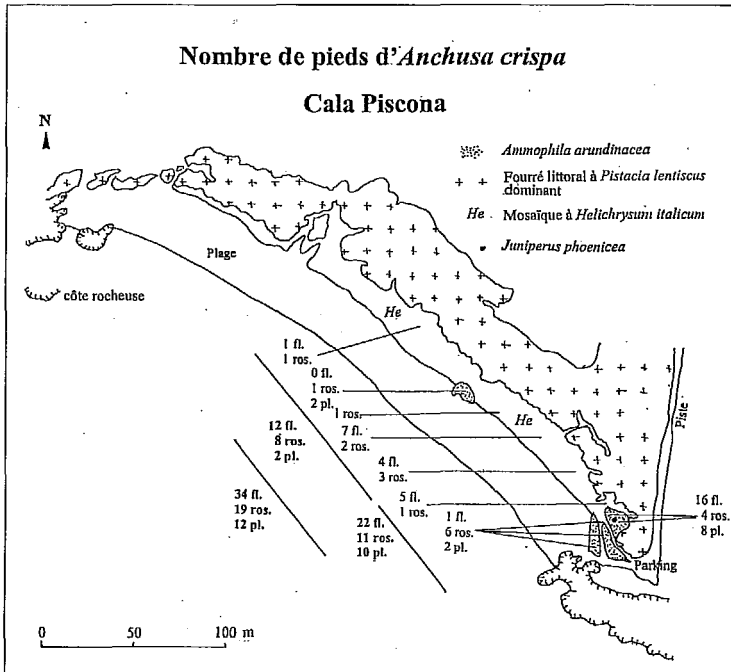 Nombre de pieds d'Anchusa crispa
Cala Piscona
N
Ammophila arundinacea
Fourré littoral à Pistacia lentiscus
dominant
He Mosaïque à Helichrysum italicum
Juniperus phoenicea
Plage
côte rocheuse
He
1 fl.
1 ros.
0 fl.
1 ros.
2 pl.
1 ros.
He
7 fl.
2 ros.
Piste
12 fl.
8 ros.
2 pl.
4 fl.
3 ros.
34 fl.
19 ros.
12 pl.
22 fl.
11 ros.
10 pl.
5 fl.
1 ros.
1 fl.
6 ros.
2 pl.
16 fl.
4 ros.
8 pl.
Parking
0 50 100 m